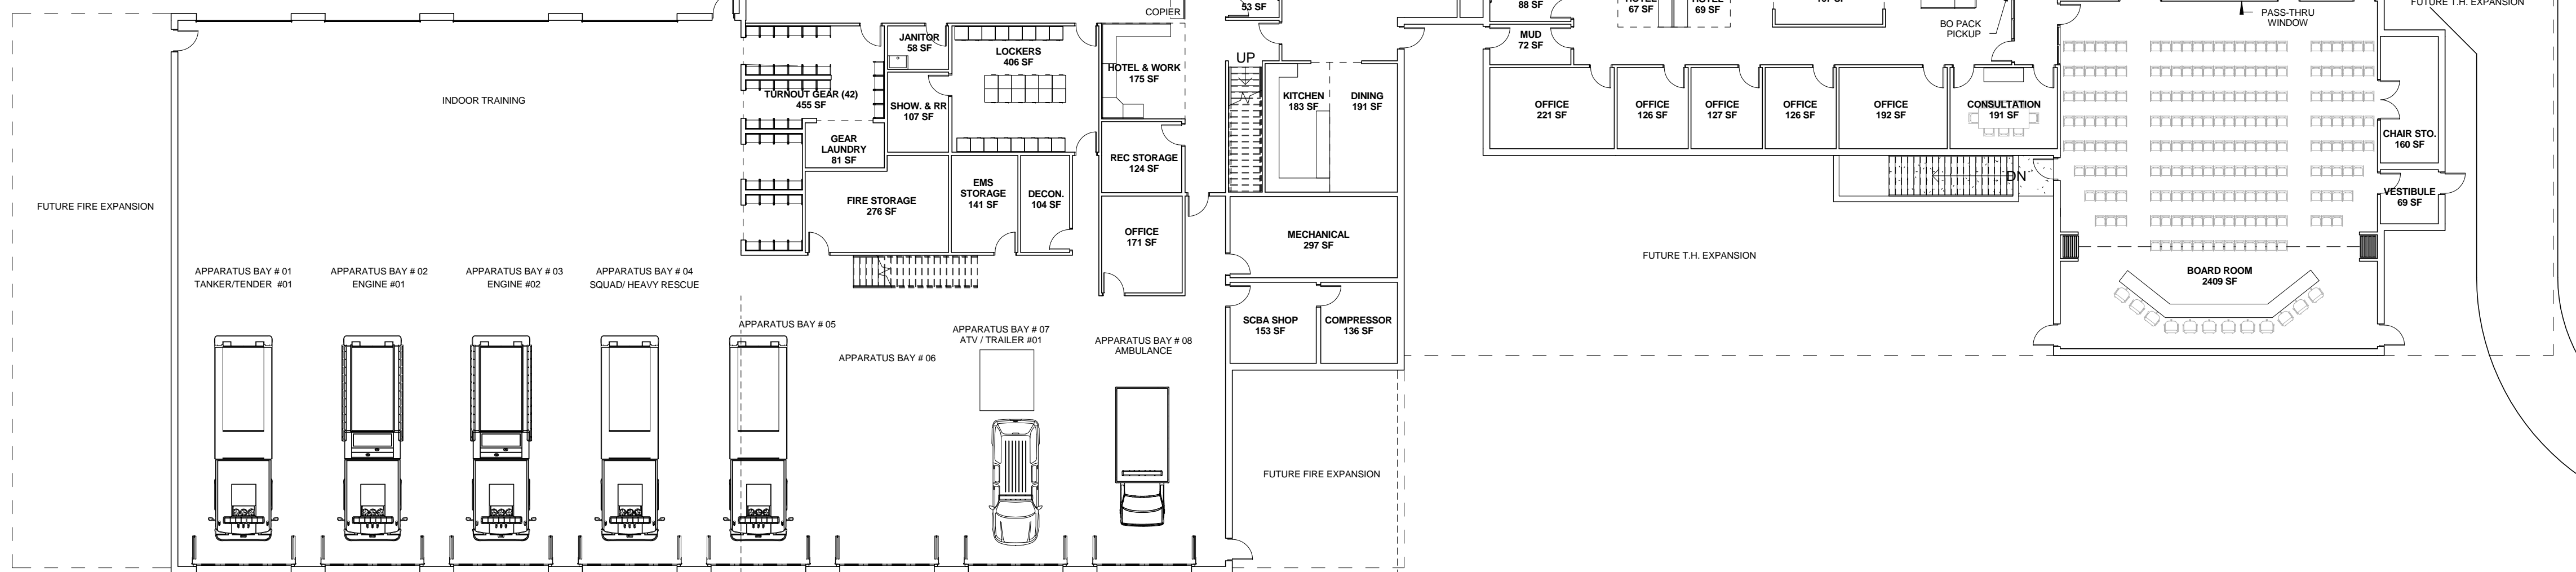 COPIER
53 SF
88 SF
HOTEL
67 SF
HOTEL
69 SF
FUTURE T.H. EXPANSION
PASS-THRU
WINDOW
BO PACK
PICKUP
JANITOR
58 SF
LOCKERS
406 SF
MUD
72 SF
UP
HOTEL & WORK
175 SF
INDOOR TRAINING
TURNOUT GEAR (42)
455 SF
SHOW. & RR
107 SF
KITCHEN
183 SF
DINING
191 SF
OFFICE
221 SF
OFFICE
126 SF
OFFICE
127 SF
OFFICE
126 SF
OFFICE
192 SF
CONSULTATION
191 SF
CHAIR STO.
160 SF
GEAR
LAUNDRY
81 SF
REC STORAGE
124 SF
EMS
STORAGE
141 SF
DECON.
104 SF
DN
VESTIBULE
69 SF
FUTURE FIRE EXPANSION
FIRE STORAGE
276 SF
OFFICE
171 SF
MECHANICAL
297 SF
FUTURE T.H. EXPANSION
BOARD ROOM
2409 SF
APPARATUS BAY # 01
TANKER/TENDER #01
APPARATUS BAY # 02
ENGINE #01
APPARATUS BAY # 03
ENGINE #02
APPARATUS BAY # 04
SQUAD/ HEAVY RESCUE
APPARATUS BAY # 05
APPARATUS BAY # 06
APPARATUS BAY # 07
ATV / TRAILER #01
APPARATUS BAY # 08
AMBULANCE
SCBA SHOP
153 SF
COMPRESSOR
136 SF
FUTURE FIRE EXPANSION